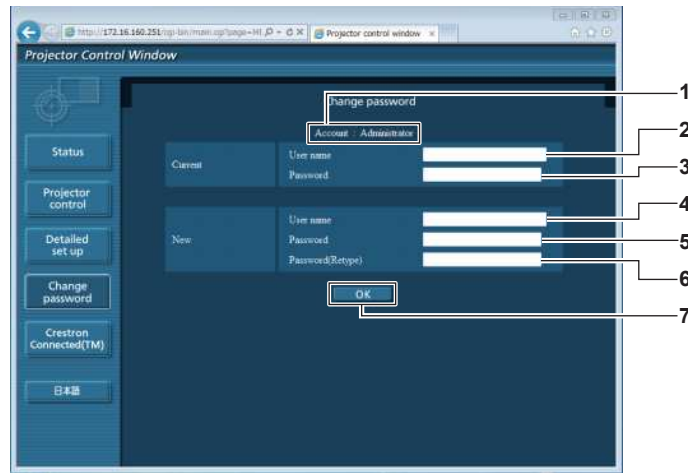 http://172.16.160.251/cgi-bin/main.cgi?page=HI
Projector control window
Projector Control Window
Change password
1
Account : Administrator
2
Status
Current
User name
Password
3
Projector
control
4
New
User name
Detailed
set up
Password
5
Password(Retype)
6
Change
password
OK
7
Crestron
Connected(TM)
日本語